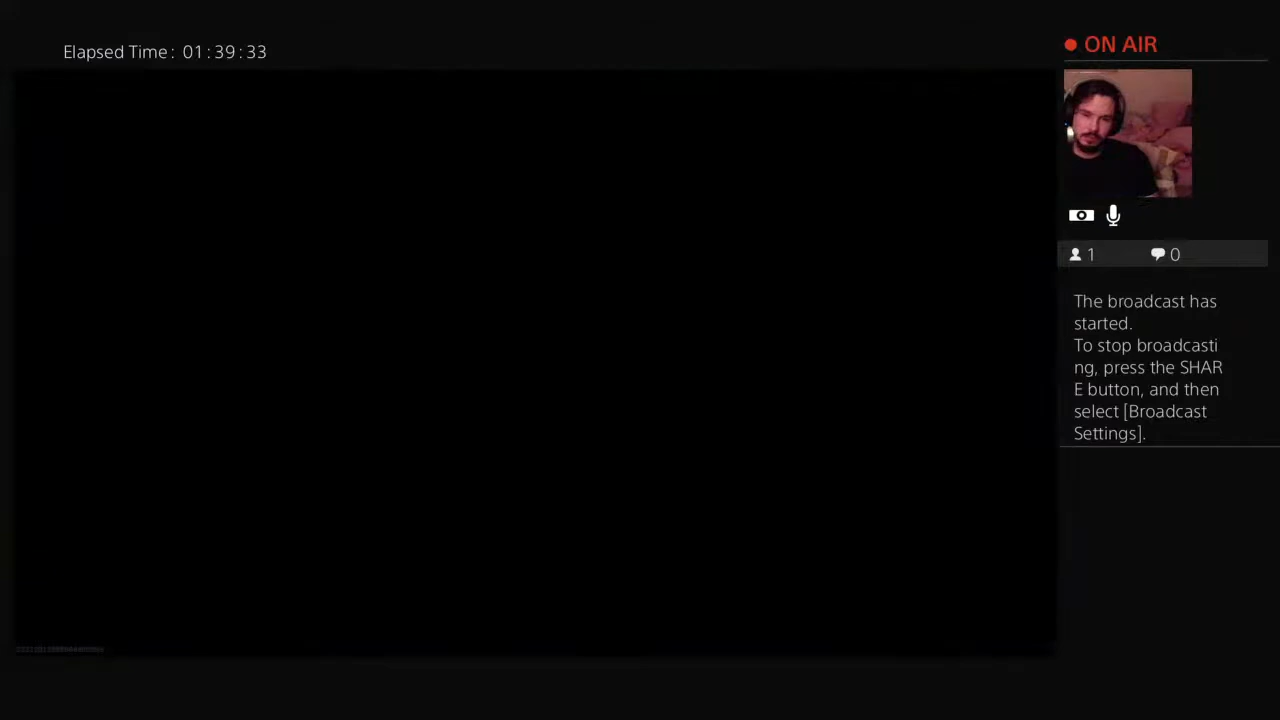 Elapsed Time: 01:39:33
ON AIR
1 0
The broadcast has
started.
To stop broadcasti
ng, press the SHAR
E button, and then
select [Broadcast
Settings].